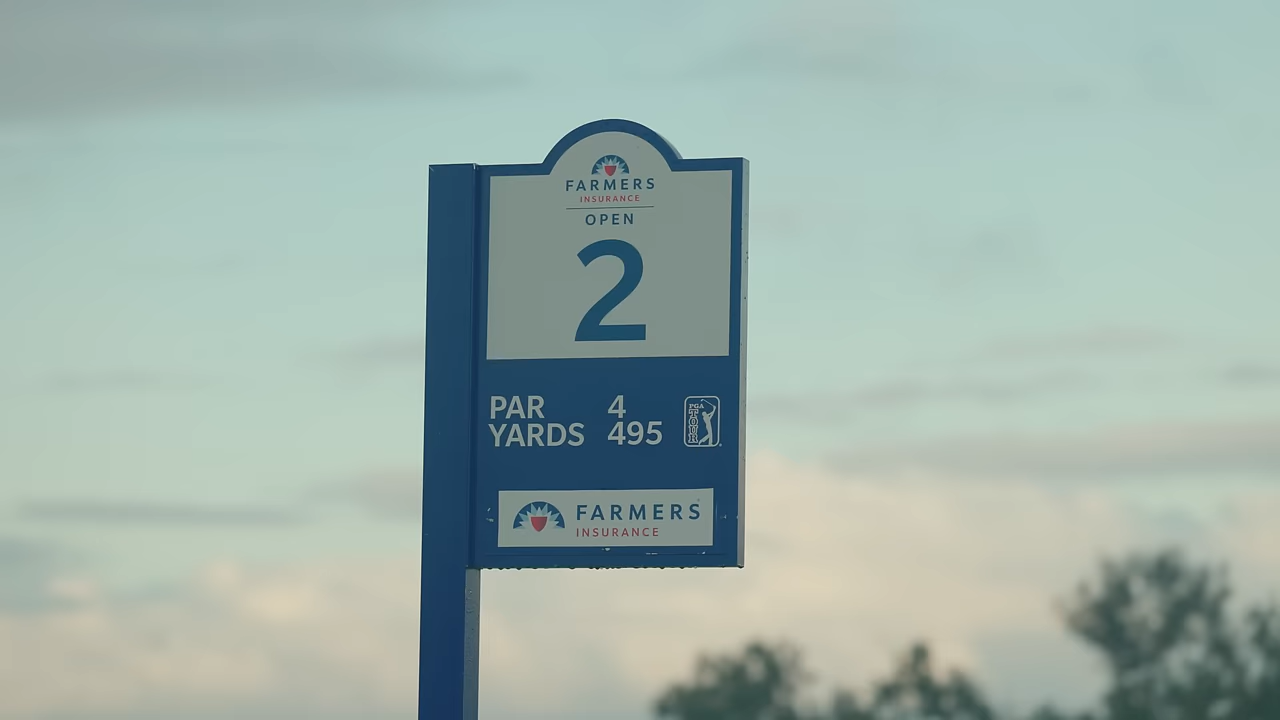 FARMERS
INSURANCE
OPEN
2
PAR 4
YARDS 495
PGA
TOUR
FARMERS
INSURANCE